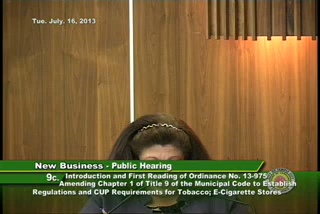 Tue. July. 16, 2013
New Business - Public Hearing
9c. Introduction and First Reading of Ordinance No. 13-975
Amending Chapter 1 of Title 9 of the Municipal Code to Establish
Regulations and CUP Requirements for Tobacco; E-Cigarette Stores